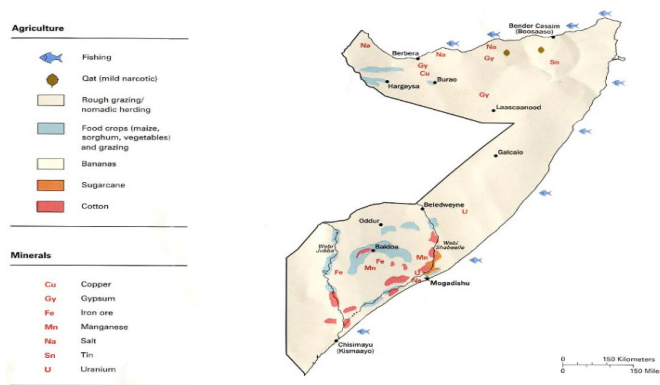 Agriculture
Fishing
Qat (mild narcotic)
Rough grazing/
nomadic herding
Food crops (maize,
sorghum, vegetables)
and grazing
Bananas
Sugarcane
Cotton
Minerals
Cu Copper
Gy Gypsum
Fe Iron ore
Mn Manganese
Na Salt
Sn Tin
U Uranium
Bender Cassim
(Boosaaso)
Na
Berbera
Na
Na
Gy
Sn
Gy
Cu
Hargeysa
Burao
Gy
Laascaanood
Galcaio
Beledweyne
U
Oddur
Webi
Jubba
Baidoa
Webi
Shabeelle
Fe
Mn
Fe
Mn
U
Na
Mogadishu
Chisimayu
(Kismaayo)
0 150 Kilometers
0 150 Mile